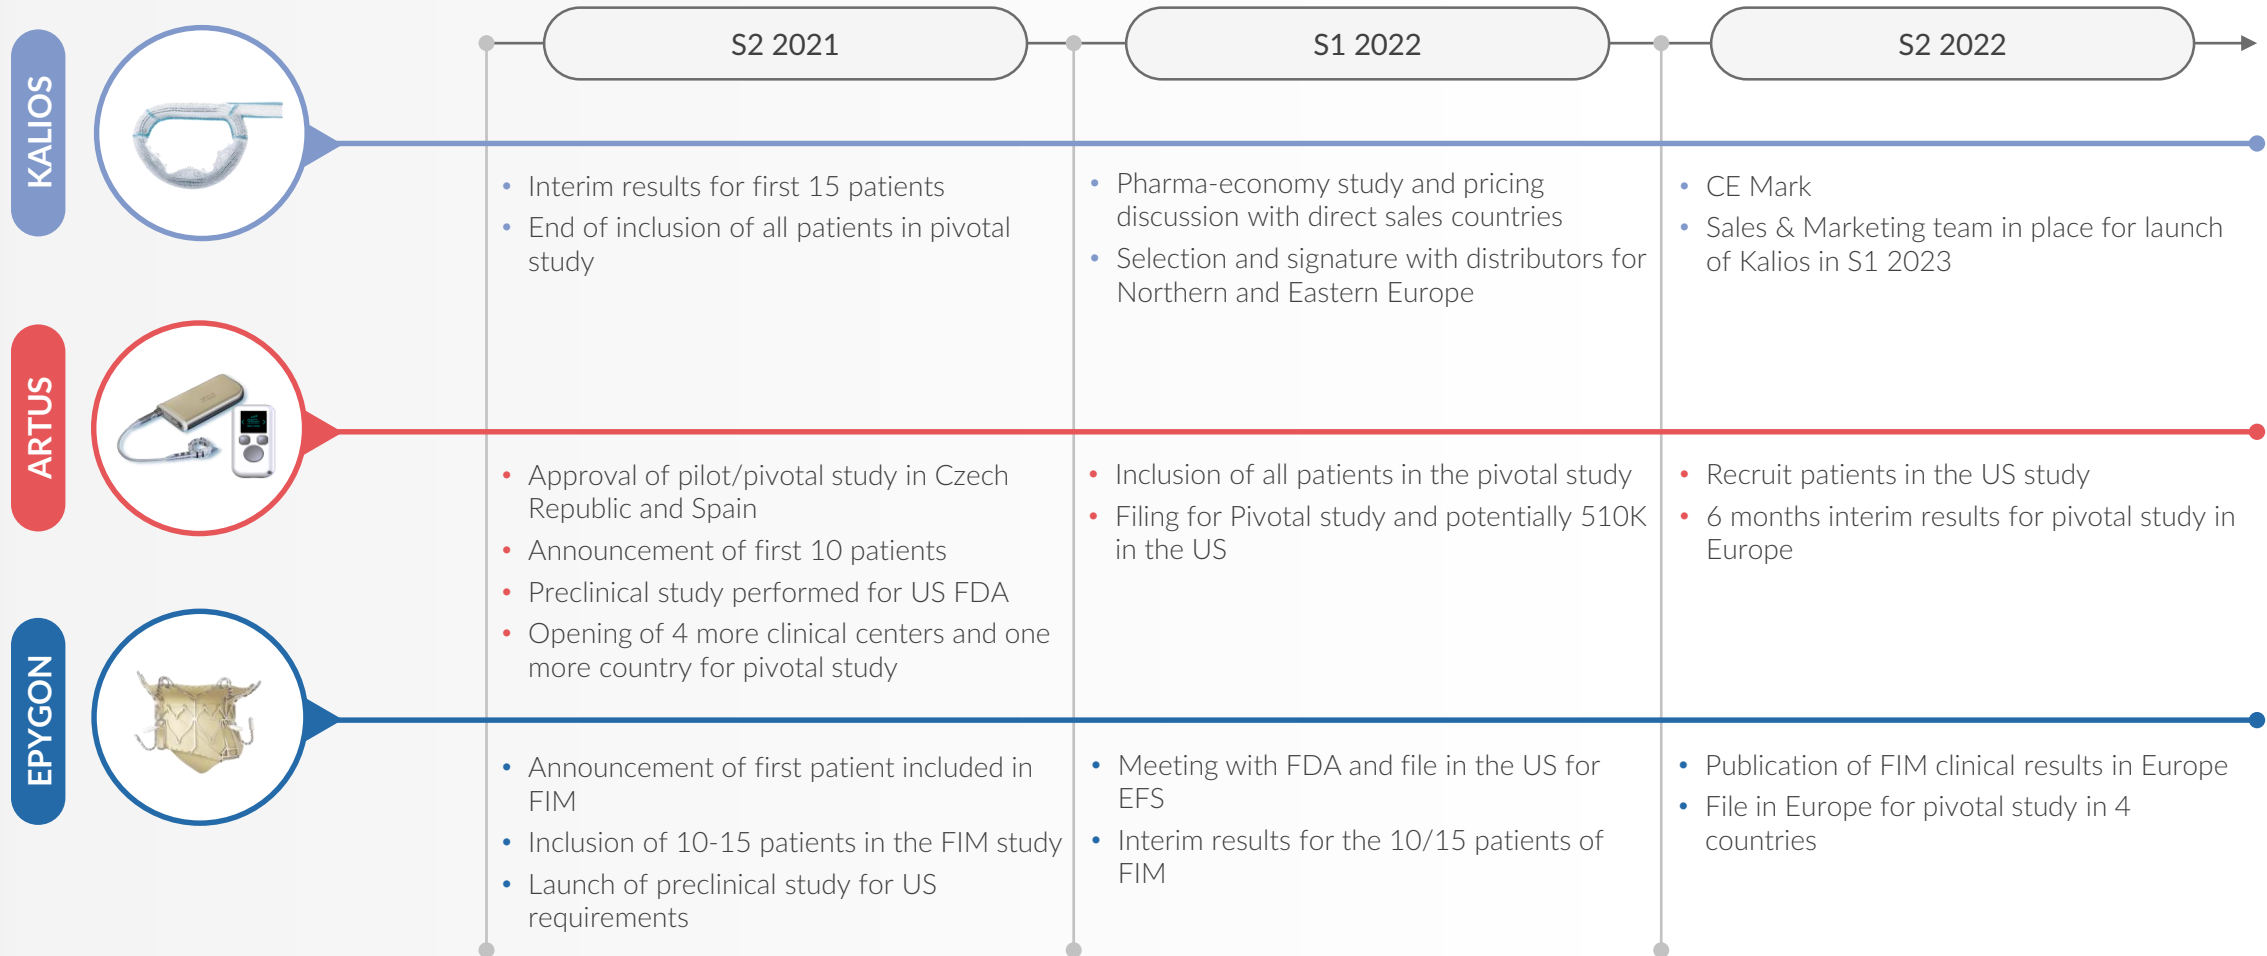 S2 2021
S1 2022
S2 2022
KALIOS
• Interim results for first 15 patients
• End of inclusion of all patients in pivotal
study
• Pharma-economy study and pricing
discussion with direct sales countries
• Selection and signature with distributors for
Northern and Eastern Europe
• CE Mark
• Sales & Marketing team in place for launch
of Kalios in S1 2023
ARTUS
• Approval of pilot/pivotal study in Czech
Republic and Spain
• Announcement of first 10 patients
• Preclinical study performed for US FDA
• Opening of 4 more clinical centers and one
more country for pivotal study
• Inclusion of all patients in the pivotal study
• Filing for Pivotal study and potentially 510K
in the US
• Recruit patients in the US study
• 6 months interim results for pivotal study in
Europe
EPYGON
• Announcement of first patient included in
FIM
• Inclusion of 10-15 patients in the FIM study
• Launch of preclinical study for US
requirements
• Meeting with FDA and file in the US for
EFS
• Interim results for the 10/15 patients of
FIM
• Publication of FIM clinical results in Europe
• File in Europe for pivotal study in 4
countries